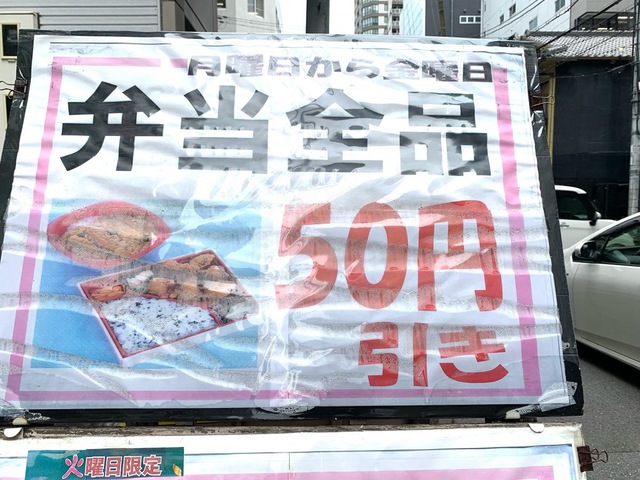 月曜日から金曜日
弁当全品
50円
引き
火曜日限定